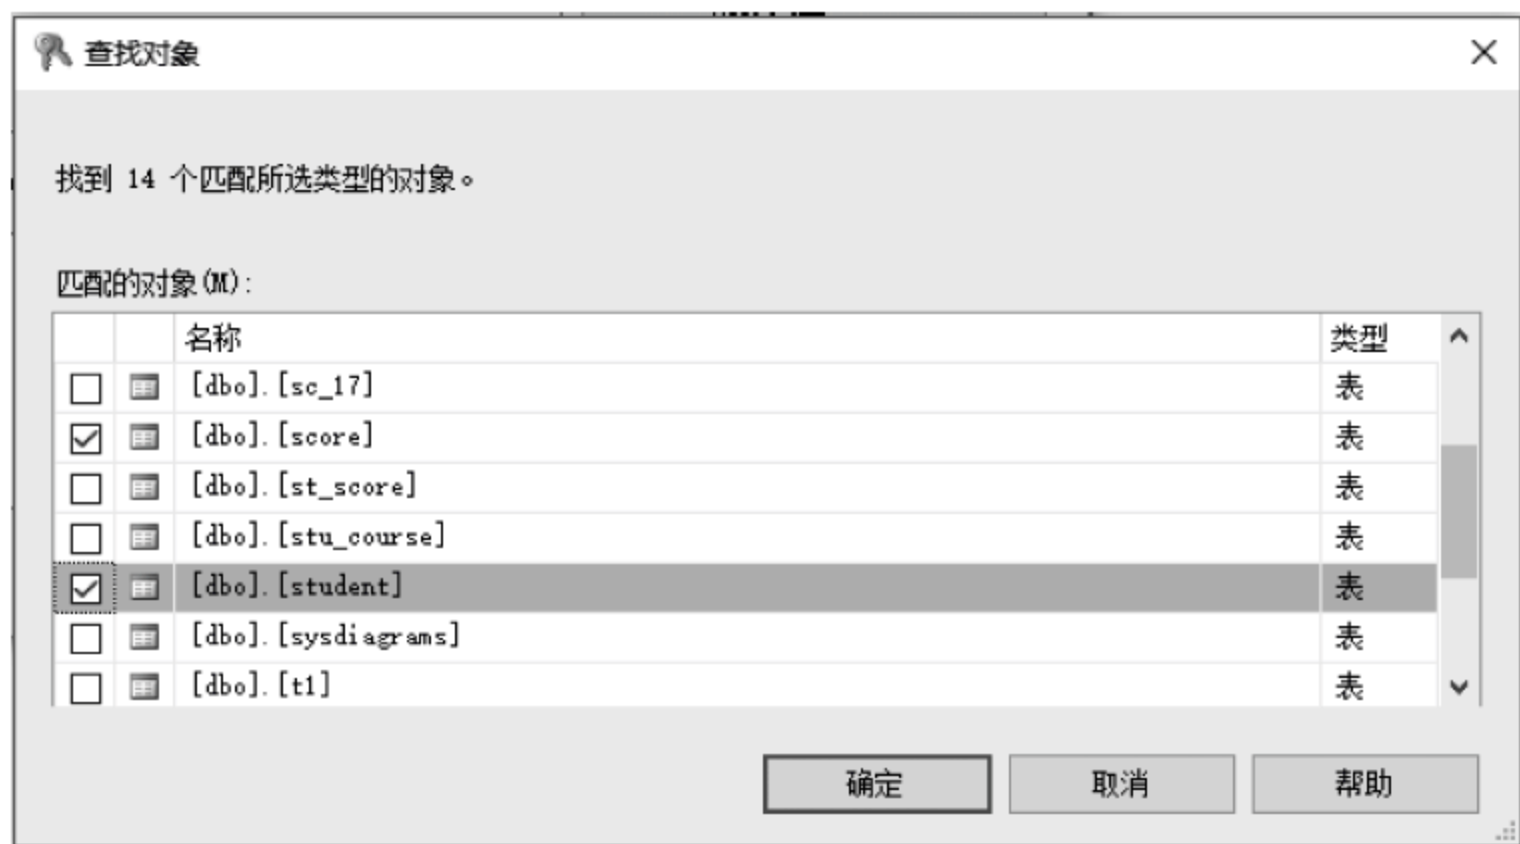 查找对象
找到 14 个匹配所选类型的对象。
匹配的对象(M):
名称 类型
[dbo].[sc_17] 表
[dbo].[score] 表
[dbo].[st_score] 表
[dbo].[stu_course] 表
[dbo].[student] 表
[dbo].[sysdiagrams] 表
[dbo].[t1] 表
确定 取消 帮助